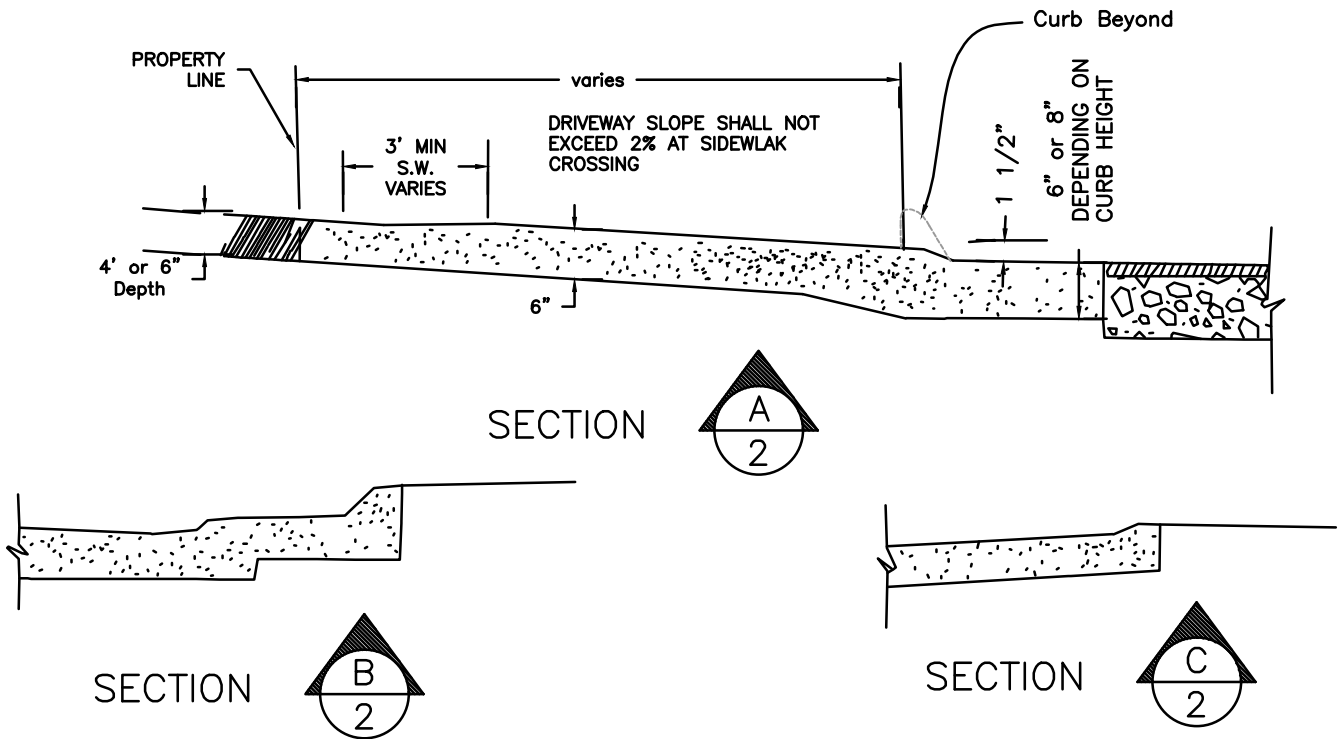 Curb Beyond
PROPERTY
LINE
varies
DRIVEWAY SLOPE SHALL NOT
EXCEED 2% AT SIDEWLAK
CROSSING
3' MIN
S.W.
VARIES
1 1/2"
6" or 8"
DEPENDING ON
CURB HEIGHT
4' or 6"
Depth
6"
SECTION
A
2
SECTION
B
2
SECTION
C
2